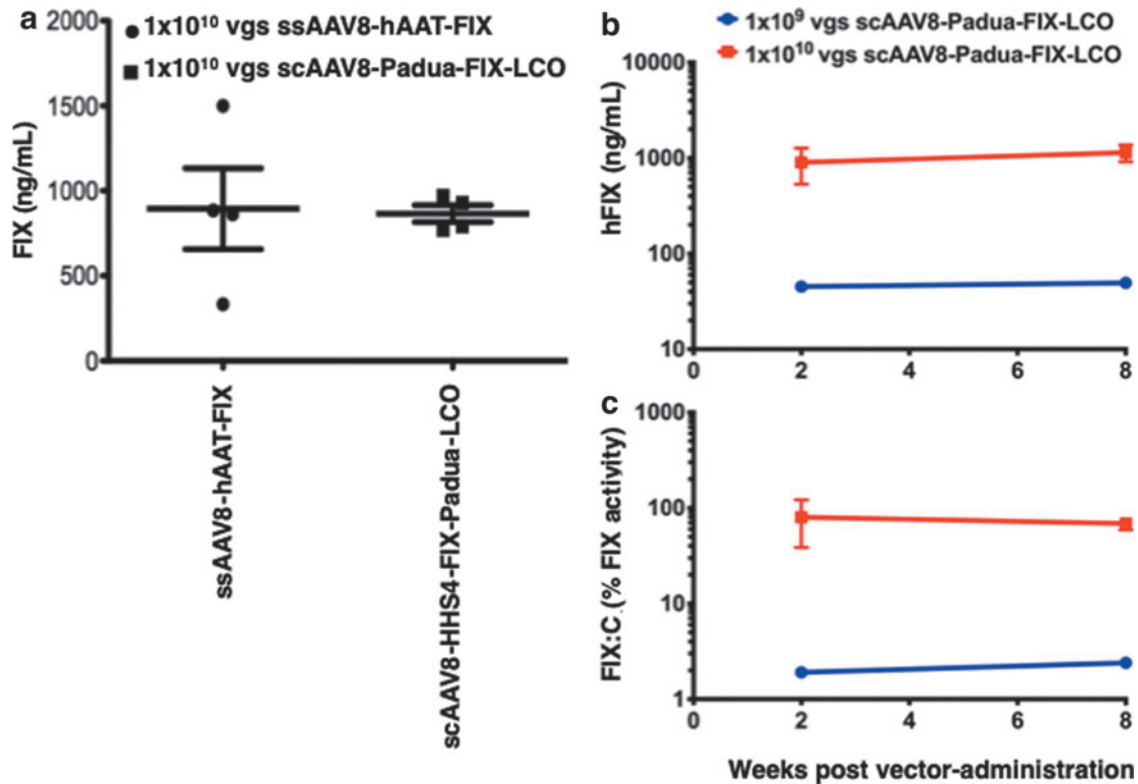 a
1x10¹⁰ vgs ssAAV8-hAAT-FIX
1x10¹⁰ vgs scAAV8-Padua-FIX-LCO
FIX (ng/mL)
2000
1500
1000
500
0
ssAAV8-hAAT-FIX
scAAV8-HHS4-FIX-Padua-LCO
b
1x10⁹ vgs scAAV8-Padua-FIX-LCO
1x10¹⁰ vgs scAAV8-Padua-FIX-LCO
hFIX (ng/mL)
10000
1000
100
10
0 2 4 6 8
c
FIX:C (% FIX activity)
1000
100
10
1
0 2 4 6 8
Weeks post vector-administration